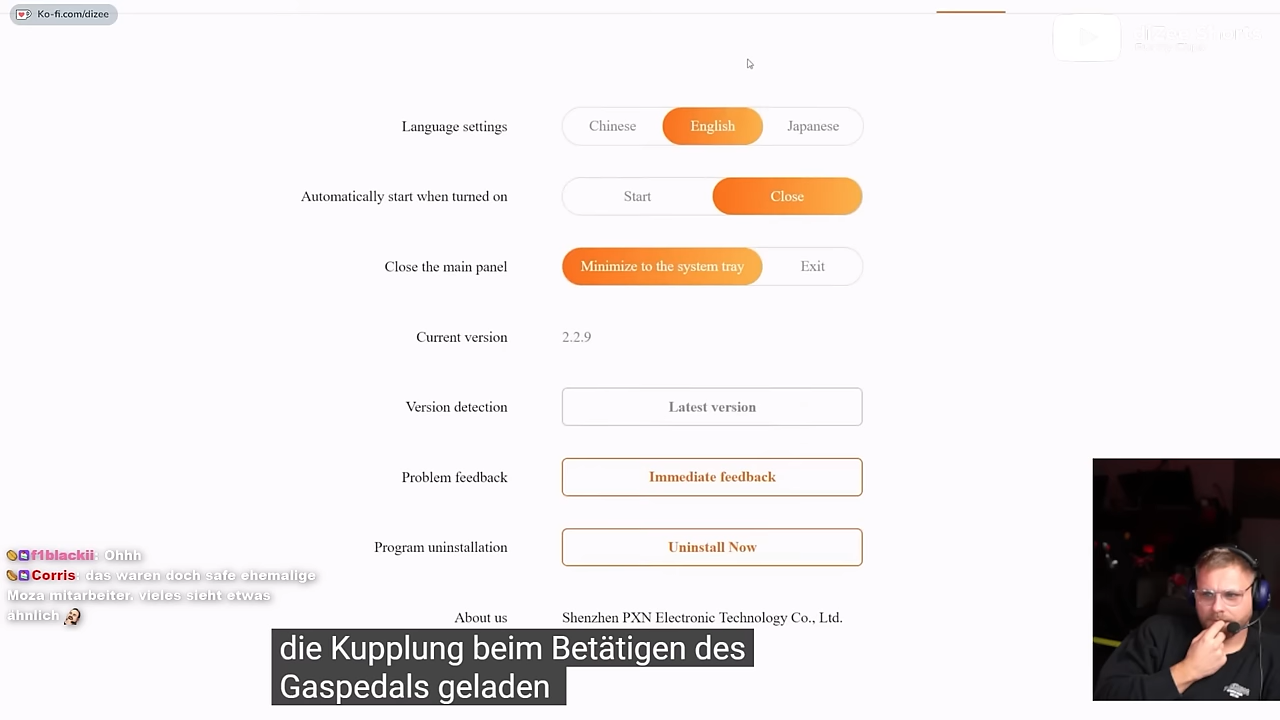 Ko-fi.com/dizee
Language settings
Chinese
English
Japanese
Automatically start when turned on
Start
Close
Close the main panel
Minimize to the system tray
Exit
Current version
2.2.9
Version detection
Latest version
Problem feedback
Immediate feedback
Program uninstallation
Uninstall Now
About us
Shenzhen PXN Electronic Technology Co., Ltd.
f1blackii: Ohhh
Corris: das waren doch safe ehemalige
Moza mitarbeiter. vieles sieht etwas
ähnlich
die Kupplung beim Betätigen des
Gaspedals geladen